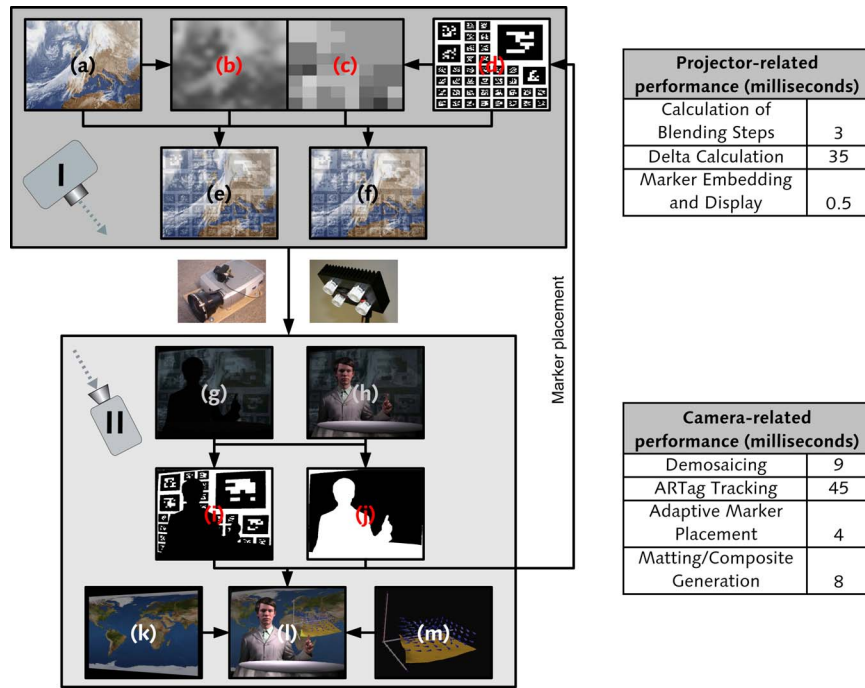 (a)
(b)
(c)
(d)
I
(e)
(f)
Marker placement
II
(g)
(h)
(i)
(j)
(k)
(l)
(m)
Projector-related
performance (milliseconds)
Calculation of
Blending Steps 3
Delta Calculation 35
Marker Embedding
and Display 0.5
Camera-related
performance (milliseconds)
Demosaicing 9
ARTag Tracking 45
Adaptive Marker
Placement 4
Matting/Composite
Generation 8